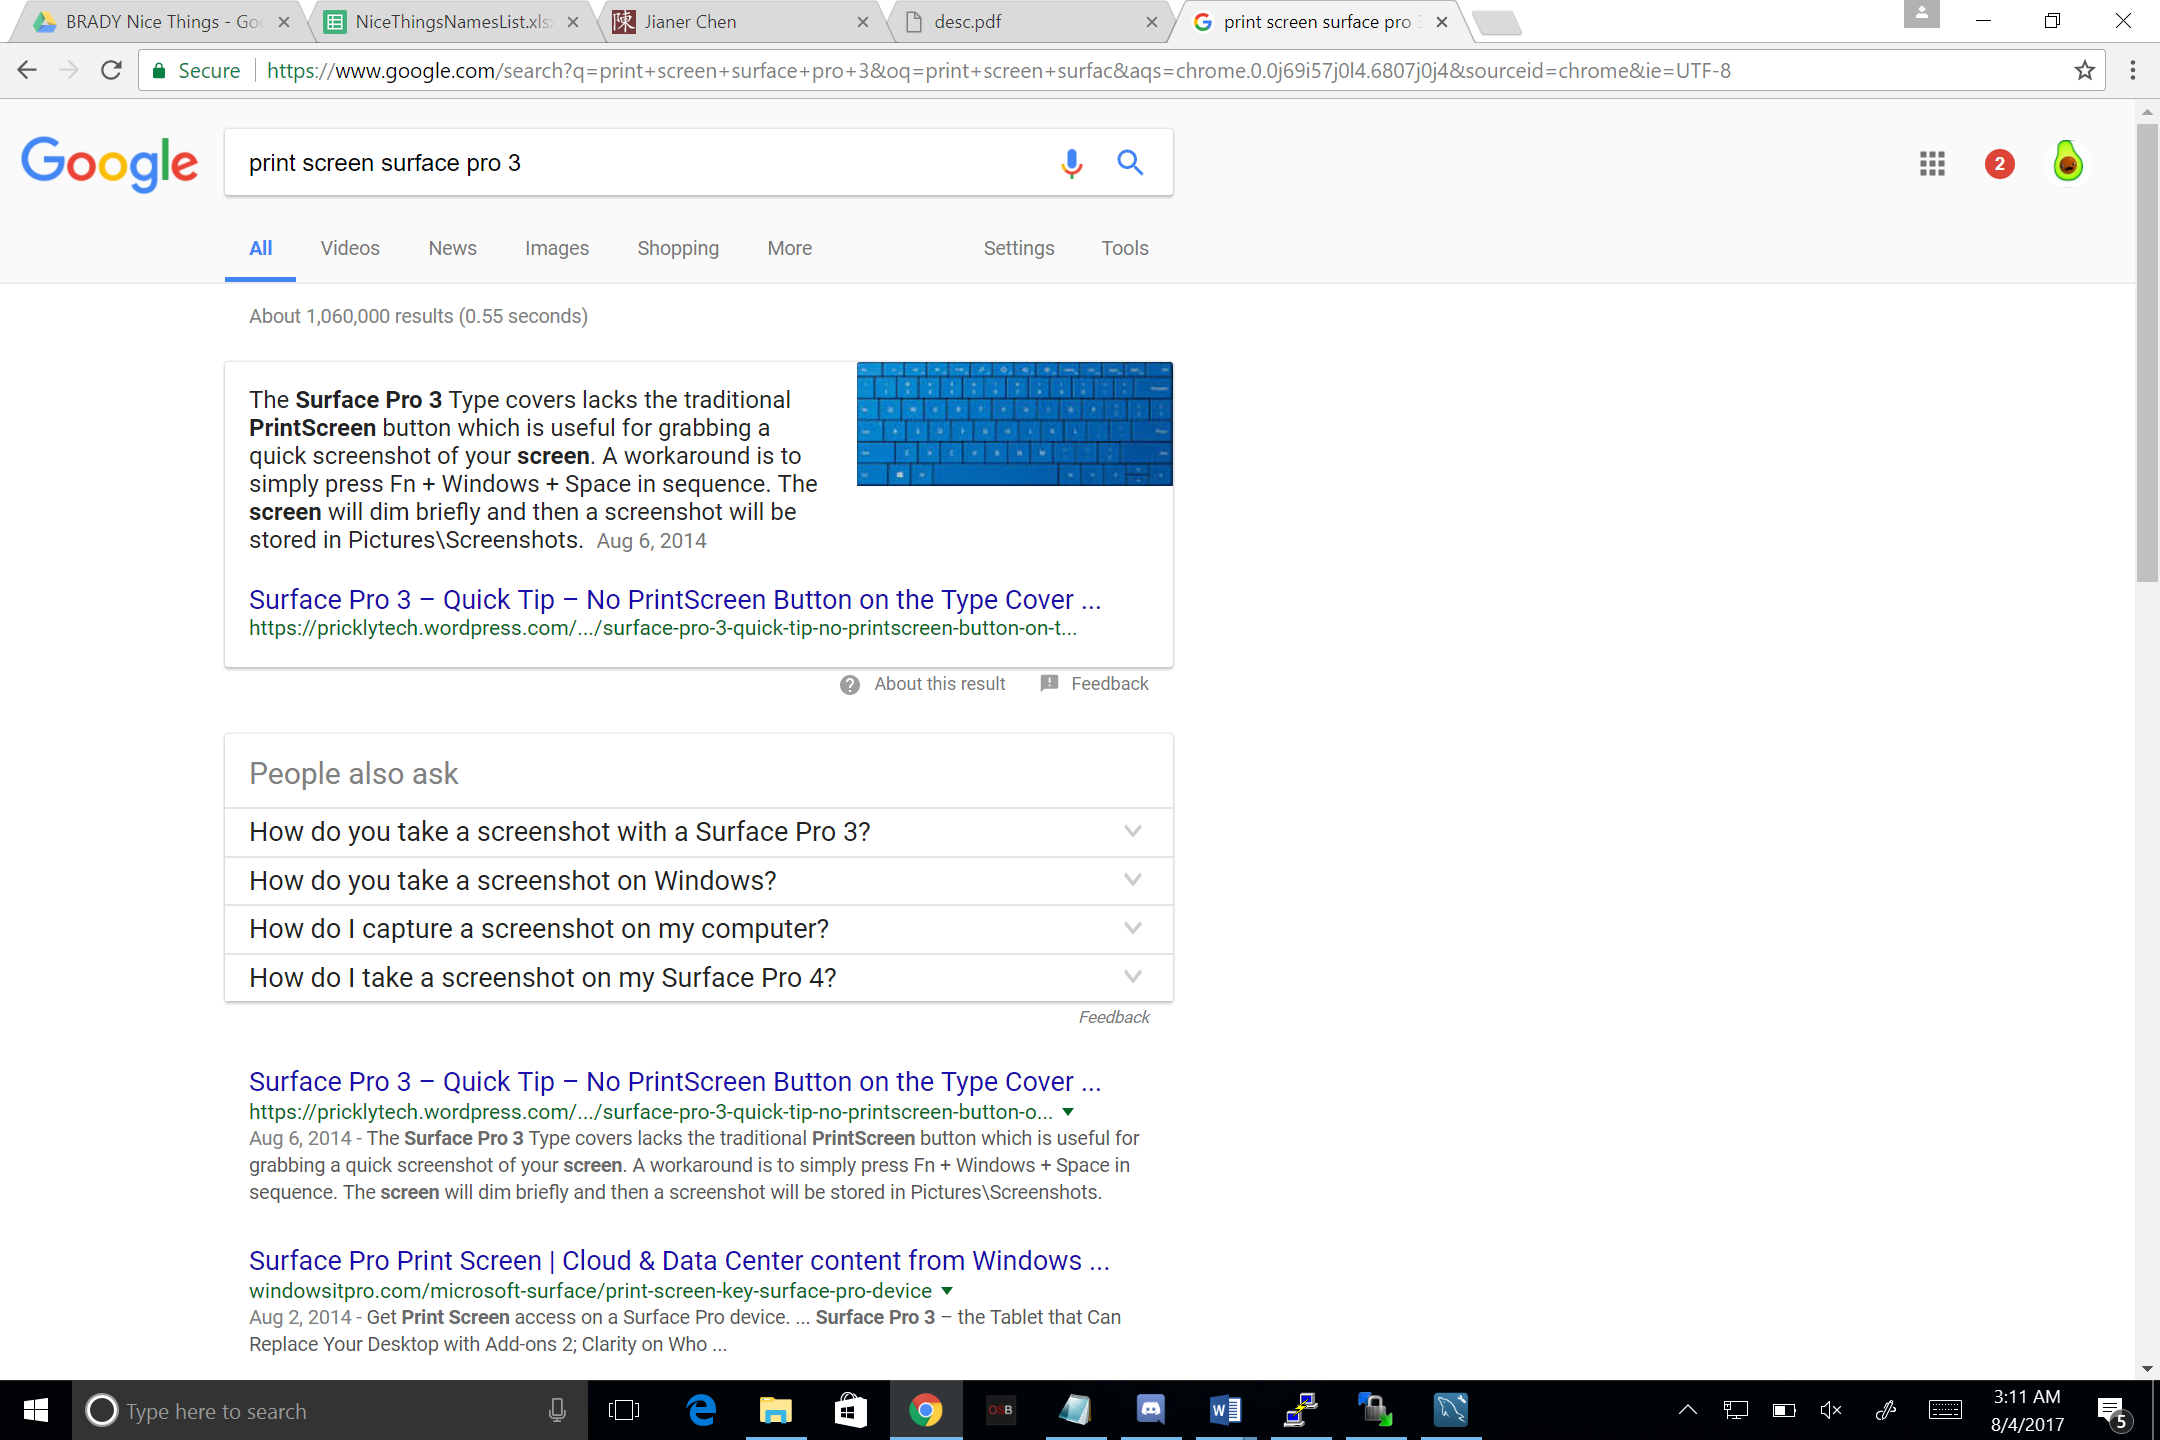 BRADY Nice Things - Goo
NiceThingsNamesList.xls
陳 Jianer Chen
desc.pdf
print screen surface pro 3
Secure https://www.google.com/search?q=print+screen+surface+pro+3&oq=print+screen+surfac&aqs=chrome.0.0j69i57j0l4.6807j0j4&sourceid=chrome&ie=UTF-8
Google
print screen surface pro 3
2
All Videos News Images Shopping More Settings Tools
About 1,060,000 results (0.55 seconds)
The Surface Pro 3 Type covers lacks the traditional
PrintScreen button which is useful for grabbing a
quick screenshot of your screen. A workaround is to
simply press Fn + Windows + Space in sequence. The
screen will dim briefly and then a screenshot will be
stored in Pictures\Screenshots. Aug 6, 2014
Surface Pro 3 – Quick Tip – No PrintScreen Button on the Type Cover ...
https://pricklytech.wordpress.com/.../surface-pro-3-quick-tip-no-printscreen-button-on-t...
About this result Feedback
People also ask
How do you take a screenshot with a Surface Pro 3?
How do you take a screenshot on Windows?
How do I capture a screenshot on my computer?
How do I take a screenshot on my Surface Pro 4?
Feedback
Surface Pro 3 – Quick Tip – No PrintScreen Button on the Type Cover ...
https://pricklytech.wordpress.com/.../surface-pro-3-quick-tip-no-printscreen-button-o...
Aug 6, 2014 - The Surface Pro 3 Type covers lacks the traditional PrintScreen button which is useful for
grabbing a quick screenshot of your screen. A workaround is to simply press Fn + Windows + Space in
sequence. The screen will dim briefly and then a screenshot will be stored in Pictures\Screenshots.
Surface Pro Print Screen | Cloud & Data Center content from Windows ...
windowsitpro.com/microsoft-surface/print-screen-key-surface-pro-device
Aug 2, 2014 - Get Print Screen access on a Surface Pro device. ... Surface Pro 3 – the Tablet that Can
Replace Your Desktop with Add-ons 2; Clarity on Who ...
Type here to search
OSB
W
3:11 AM
8/4/2017
5